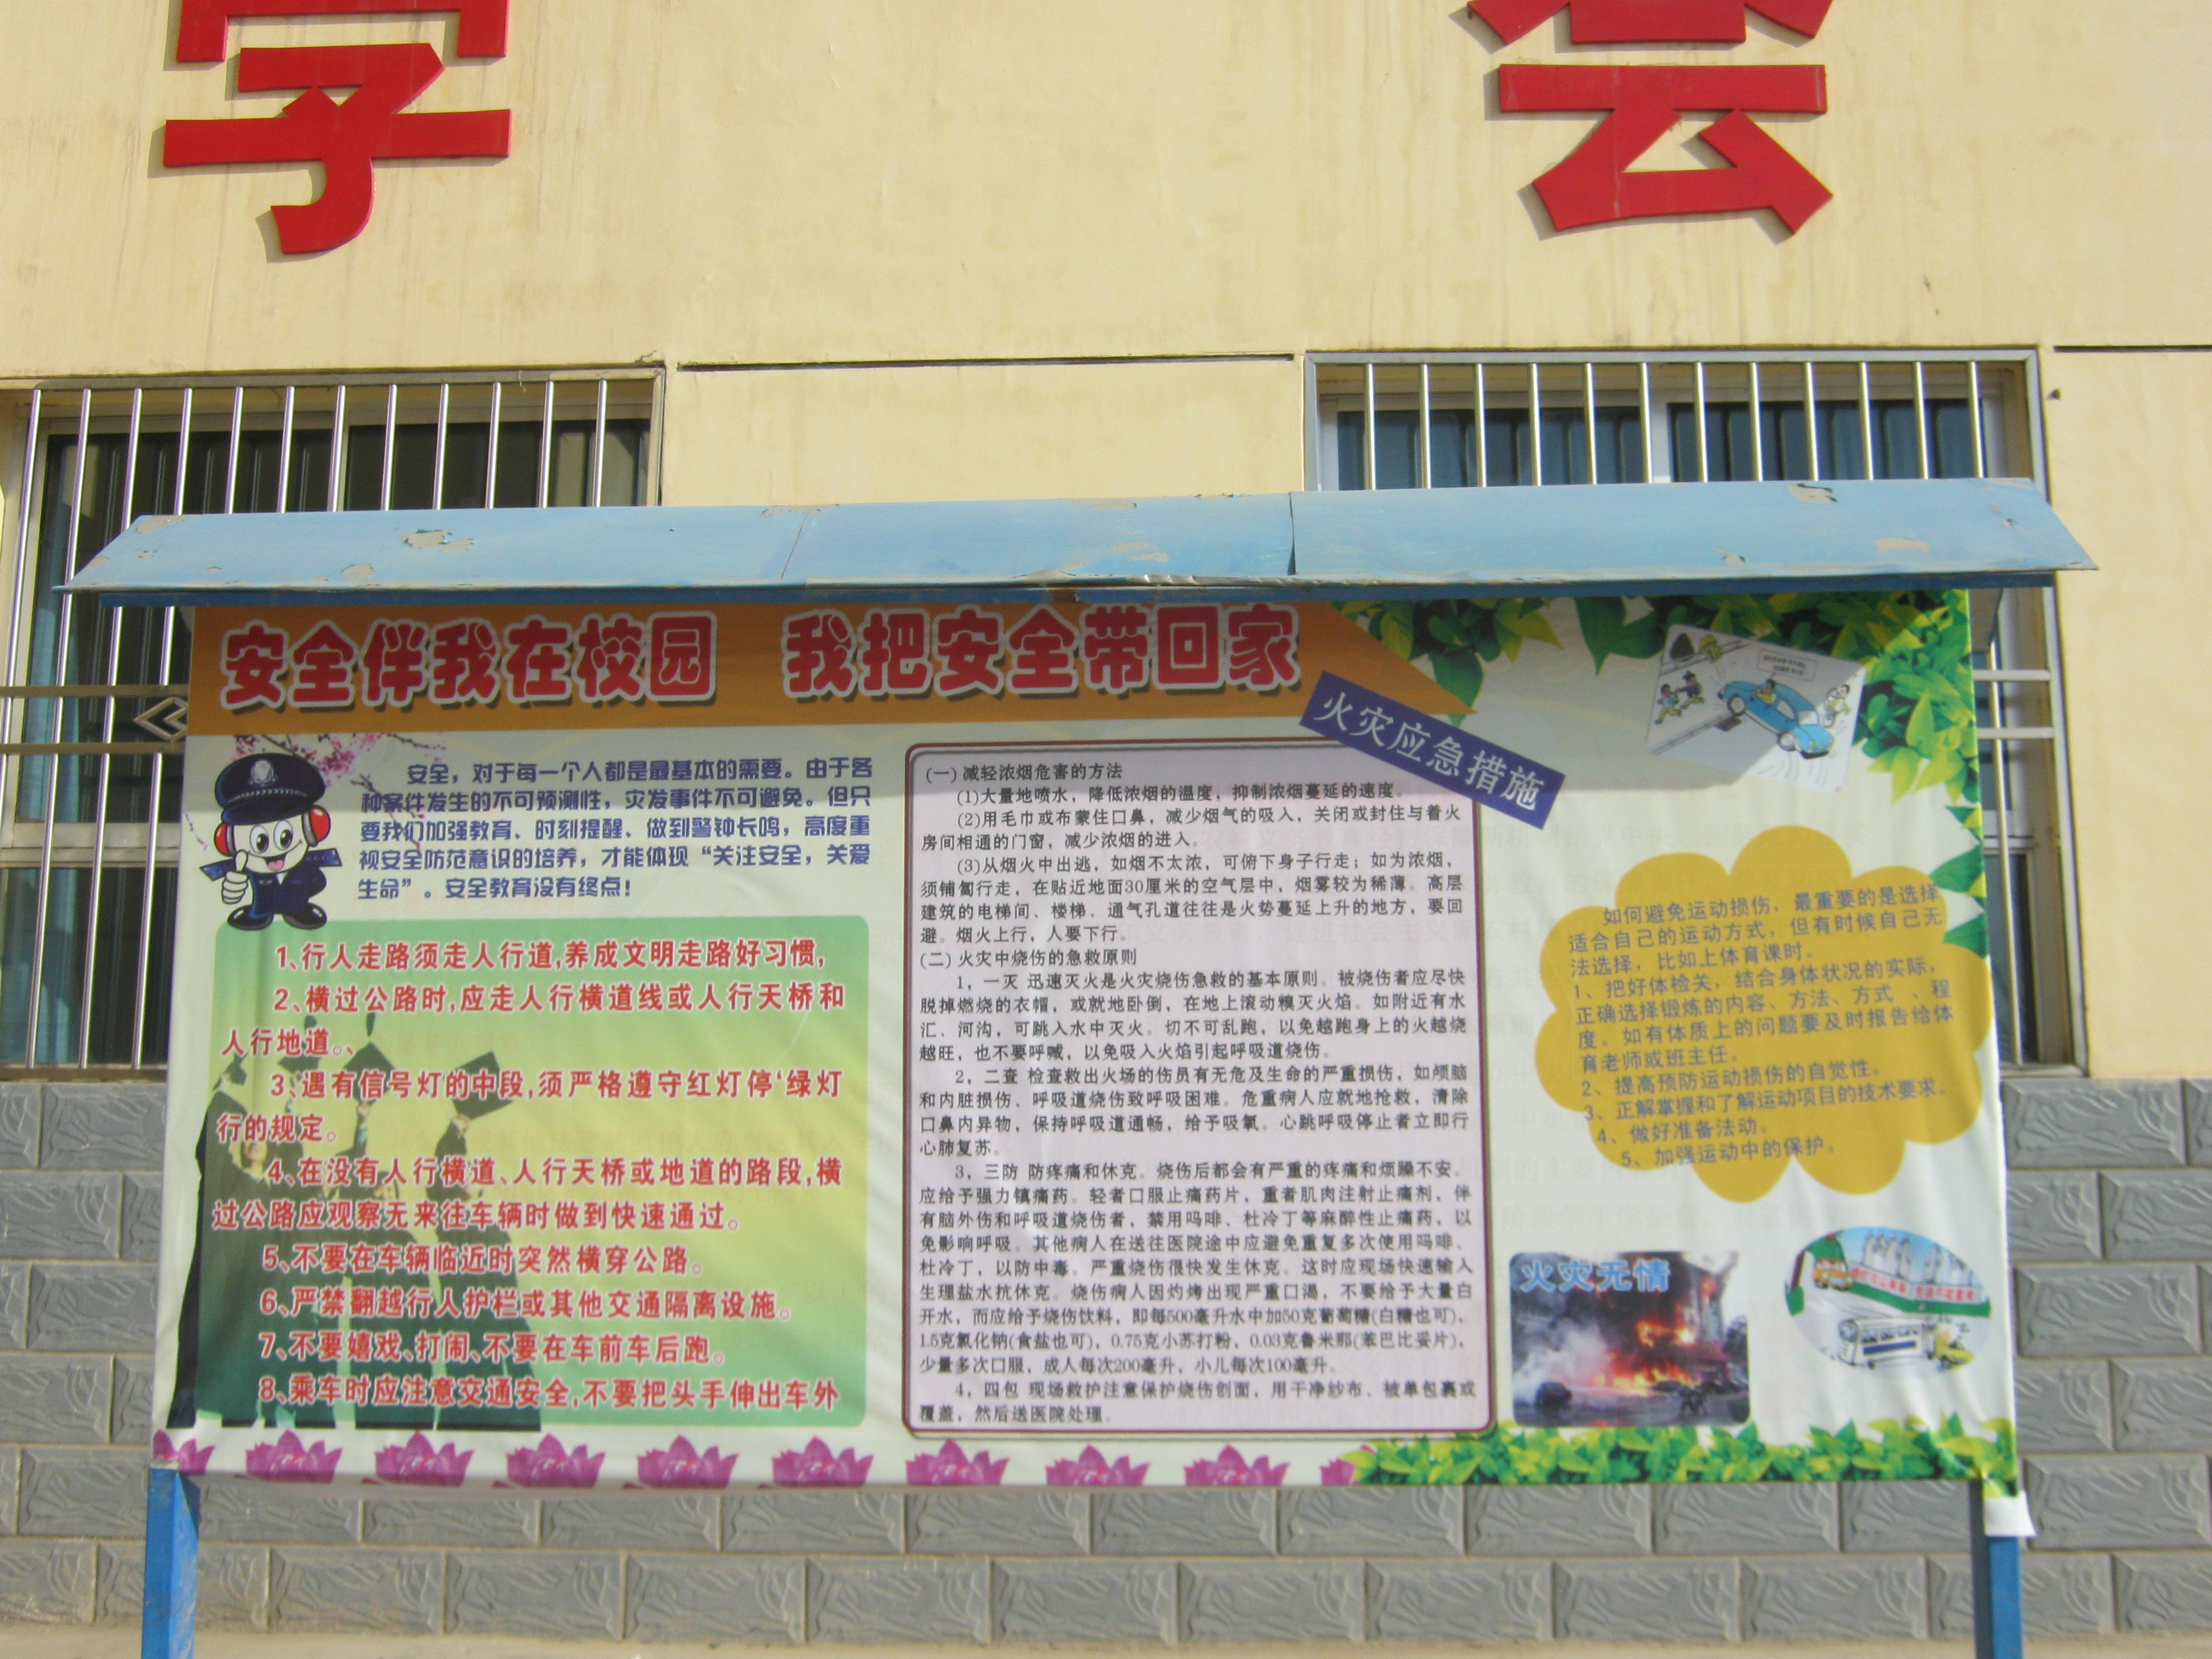 学 会
安全伴我在校园 我把安全带回家
安全，对于每一个人都是最基本的需要。由于各
种条件发生的不可预测性，灾发事件不可避免。但只
要我们加强教育、时刻提醒、做到警钟长鸣，高度重
视安全防范意识的培养，才能体现“关注安全，关爱
生命”。安全教育没有终点！
1、行人走路须走人行道,养成文明走路好习惯,
2、横过公路时,应走人行横道线或人行天桥和
人行地道。、
3、遇有信号灯的中段,须严格遵守红灯停‘绿灯
行的规定。
4、在没有人行横道、人行天桥或地道的路段,横
过公路应观察无来往车辆时做到快速通过。
5、不要在车辆临近时突然横穿公路。
6、严禁翻越行人护栏或其他交通隔离设施。
7、不要嬉戏、打闹、不要在车前车后跑。
8、乘车时应注意交通安全,不要把头手伸出车外
火灾应急措施
(一) 减轻浓烟危害的方法
(1)大量地喷水，降低浓烟的温度，抑制浓烟蔓延的速度。
(2)用毛巾或布蒙住口鼻，减少烟气的吸入，关闭或封住与着火
房间相通的门窗，减少浓烟的进入。
(3)从烟火中出逃，如烟不太浓，可俯下身子行走；如为浓烟，
须铺匐行走，在贴近地面30厘米的空气层中，烟雾较为稀薄。高层
建筑的电梯间、楼梯、通气孔道往往是火势蔓延上升的地方，要回
避。烟火上行，人要下行。
(二) 火灾中烧伤的急救原则
1，一灭 迅速灭火是火灾烧伤急救的基本原则。被烧伤者应尽快
脱掉燃烧的衣帽，或就地卧倒，在地上滚动模灭火焰。如附近有水
汇、河沟，可跳入水中灭火。切不可乱跑，以免越跑身上的火越烧
越旺，也不要呼喊，以免吸入火焰引起呼吸道烧伤。
2，二查 检查救出火场的伤员有无危及生命的严重损伤，如颅脑
和内脏损伤、呼吸道烧伤致呼吸困难。危重病人应就地抢救，清除
口鼻内异物，保持呼吸道通畅，给予吸氧。心跳呼吸停止者立即行
心肺复苏。
3，三防 防疼痛和休克。烧伤后都会有严重的疼痛和烦躁不安。
应给予强力镇痛药。轻者口服止痛药片，重者肌肉注射止痛剂，伴
有脑外伤和呼吸道烧伤者，禁用吗啡、杜冷丁等麻醉性止痛药，以
免影响呼吸。其他病人在送往医院途中应避免重复多次使用吗啡、
杜冷丁，以防中毒。严重烧伤很快发生休克。这时应现场快速输入
生理盐水抗休克。烧伤病人因灼烤出现严重口渴，不要给予大量白
开水，而应给予烧伤饮料，即每500毫升水中加50克葡萄糖(白糖也可)，
1.5克氯化钠(食盐也可)，0.75克小苏打粉，0.03克鲁米那(苯巴比妥片)，
少量多次口服，成人每次200毫升，小儿每次100毫升。
4，四包 现场救护注意保护烧伤创面，用干净纱布、被单包裹或
覆盖，然后送医院处理。
如何避免运动损伤，最重要的是选择
适合自己的运动方式，但有时候自己无
法选择，比如上体育课时。
1、把好体检关，结合身体状况的实际，
正确选择锻炼的内容、方法、方式 、程
度。如有体质上的问题要及时报告给体
育老师或班主任。
2、提高预防运动损伤的自觉性。
3、正解掌握和了解运动项目的技术要求。
4、做好准备法动。
5、加强运动中的保护。
火灾无情